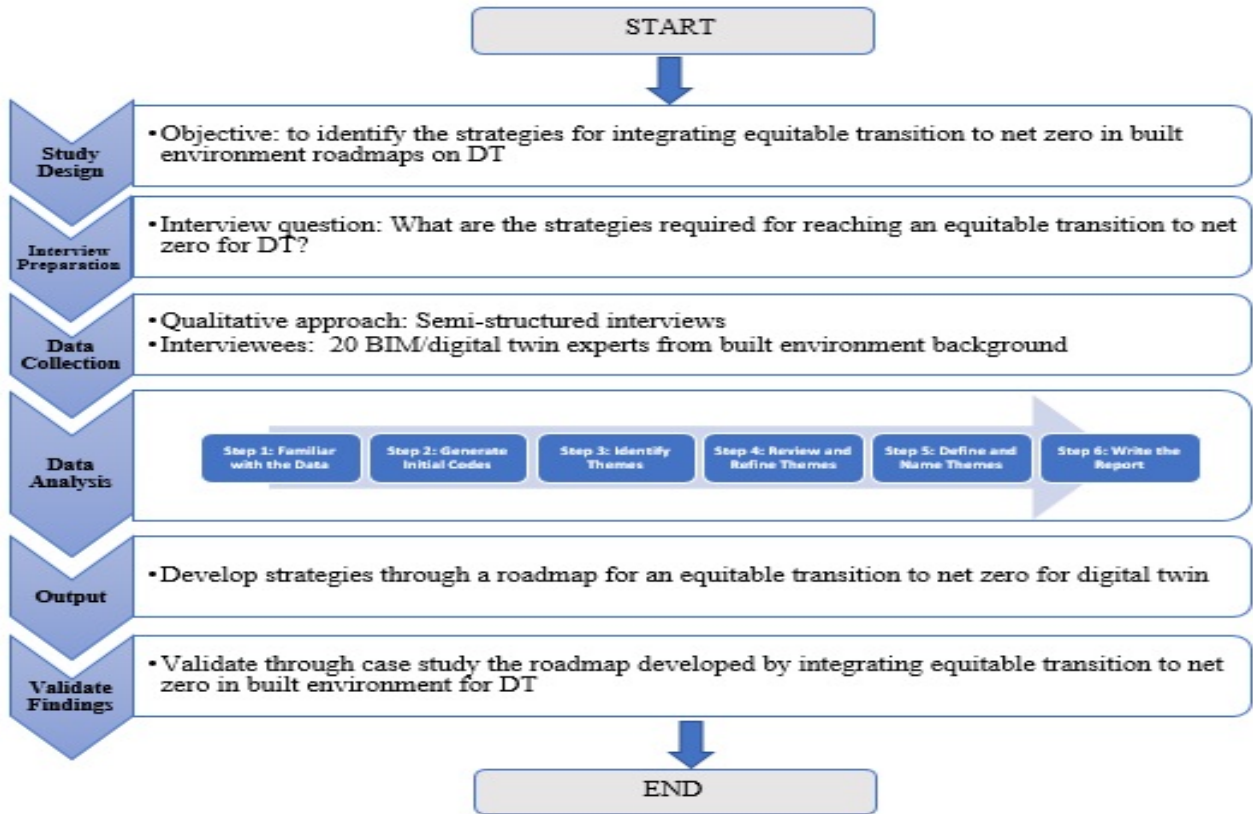 START
Study
Design
• Objective: to identify the strategies for integrating equitable transition to net zero in built
environment roadmaps on DT
Interview
Preparation
• Interview question: What are the strategies required for reaching an equitable transition to net
zero for DT?
Data
Collection
• Qualitative approach: Semi-structured interviews
• Interviewees: 20 BIM/digital twin experts from built environment background
Data
Analysis
Step 1: Familiar
with the Data
Step 2: Generate
Initial Codes
Step 3: Identify
Themes
Step 4: Review and
Refine Themes
Step 5: Define and
Name Themes
Step 6: Write the
Report
Output
• Develop strategies through a roadmap for an equitable transition to net zero for digital twin
Validate
Findings
• Validate through case study the roadmap developed by integrating equitable transition to net
zero in built environment for DT
END